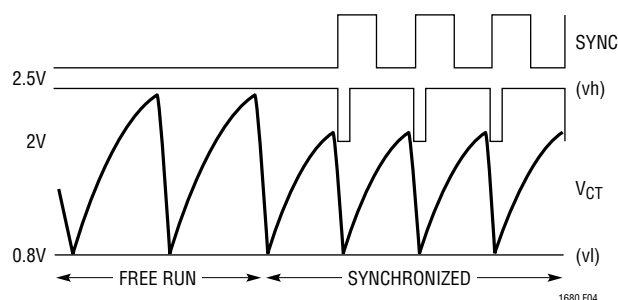 SYNC
2.5V
(vh)
2V
VCT
0.8V
(vl)
FREE RUN
SYNCHRONIZED
1680 F04